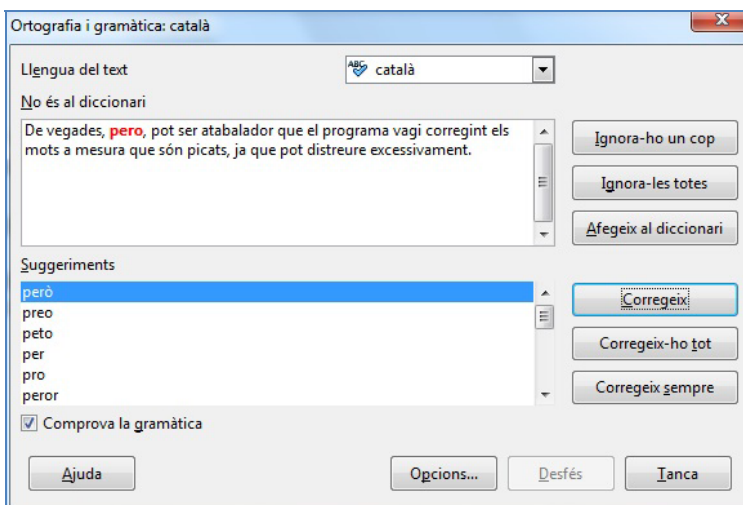 Ortografia i gramàtica: català
Llengua del text
ABC
català
No és al diccionari
De vegades, pero, pot ser atabalador que el programa vagi corregint els
mots a mesura que són picats, ja que pot distreure excessivament.
Ignora-ho un cop
Ignora-les totes
Afegeix al diccionari
Suggeriments
però
preo
peto
per
pro
peror
Corregeix
Corregeix-ho tot
Corregeix sempre
Comprova la gramàtica
Ajuda
Opcions...
Desfés
Tanca